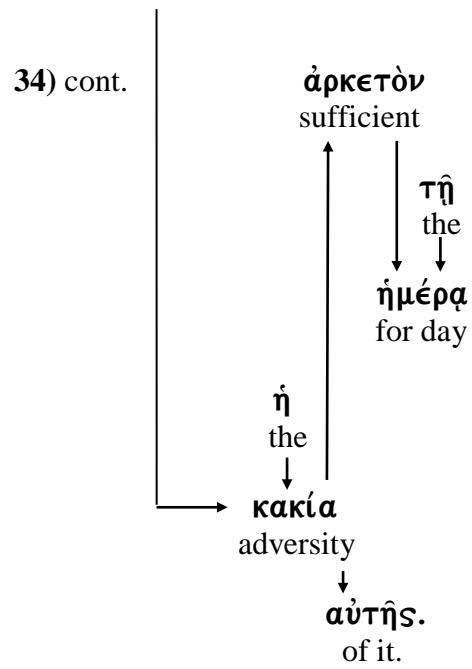 34) cont.
ἀρκετὸν
sufficient
τῇ
the
ἡμέρᾳ
for day
ἡ
the
κακία
adversity
αὐτῆς.
of it.